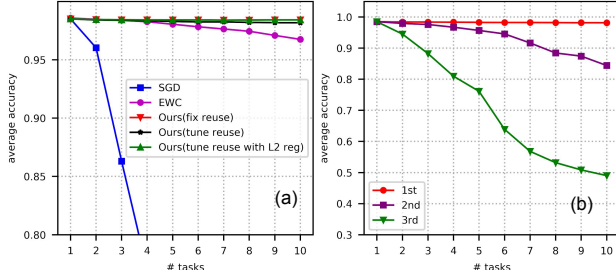 average accuracy
0.95
0.90
0.85
0.80
SGD
EWC
Ours(fix reuse)
Ours(tune reuse)
Ours(tune reuse with L2 reg)
(a)
1 2 3 4 5 6 7 8 9 10
# tasks
average accuracy
1.0
0.9
0.8
0.7
0.6
0.5
0.4
0.3
1st
2nd
3rd
(b)
1 2 3 4 5 6 7 8 9 10
# tasks